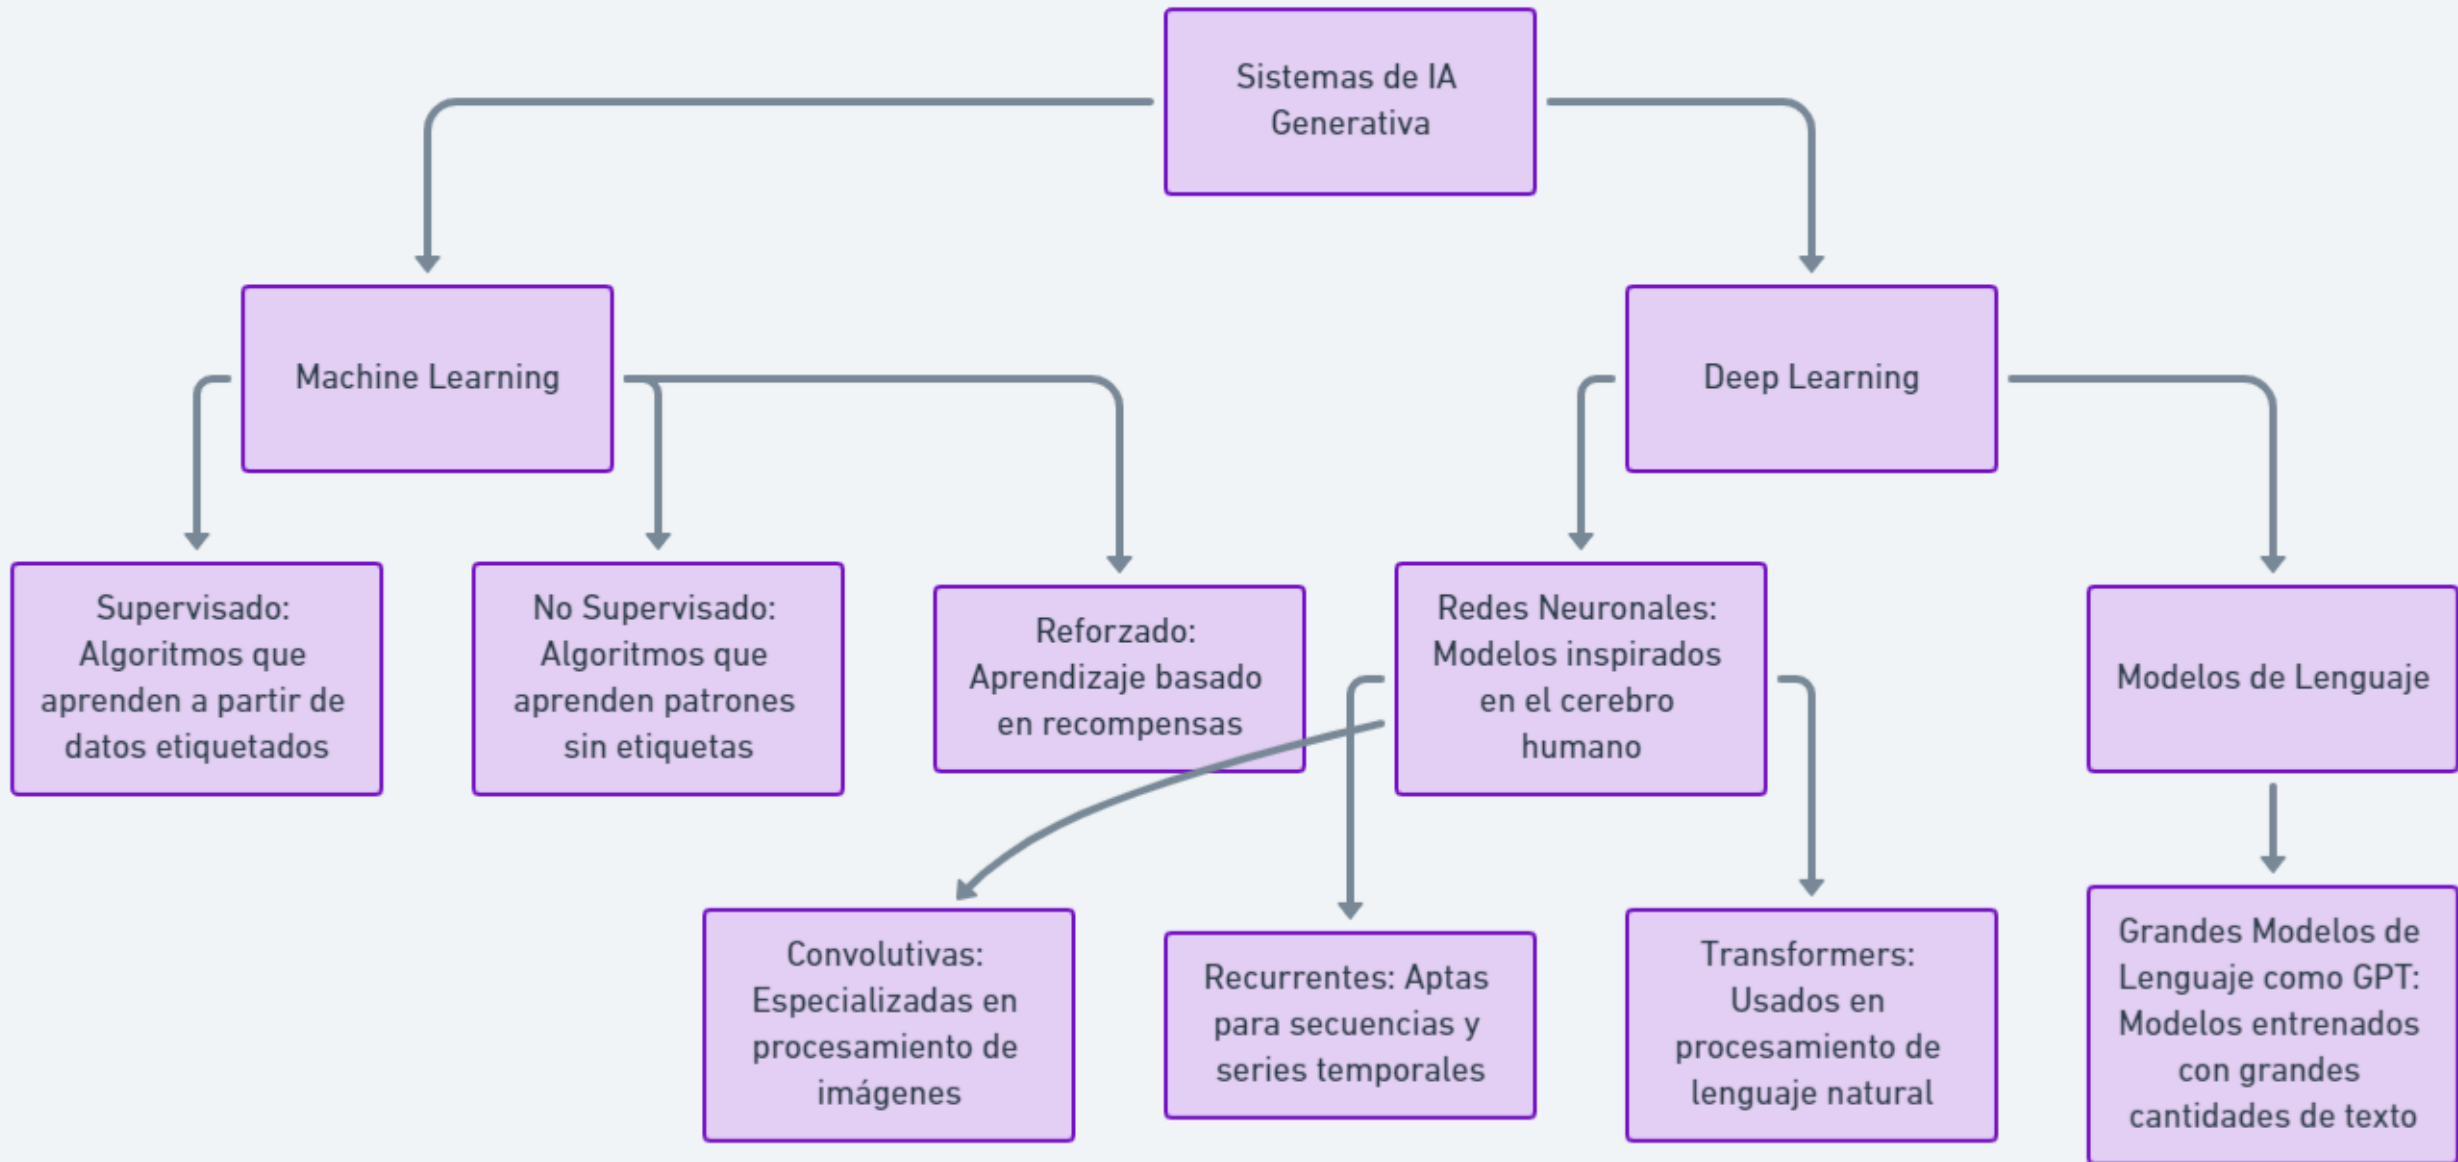 Sistemas de IA
Generativa
Machine Learning
Deep Learning
Supervisado:
Algoritmos que
aprenden a partir de
datos etiquetados
No Supervisado:
Algoritmos que
aprenden patrones
sin etiquetas
Reforzado:
Aprendizaje basado
en recompensas
Redes Neuronales:
Modelos inspirados
en el cerebro
humano
Modelos de Lenguaje
Convolutivas:
Especializadas en
procesamiento de
imágenes
Recurrentes: Aptas
para secuencias y
series temporales
Transformers:
Usados en
procesamiento de
lenguaje natural
Grandes Modelos de
Lenguaje como GPT:
Modelos entrenados
con grandes
cantidades de texto